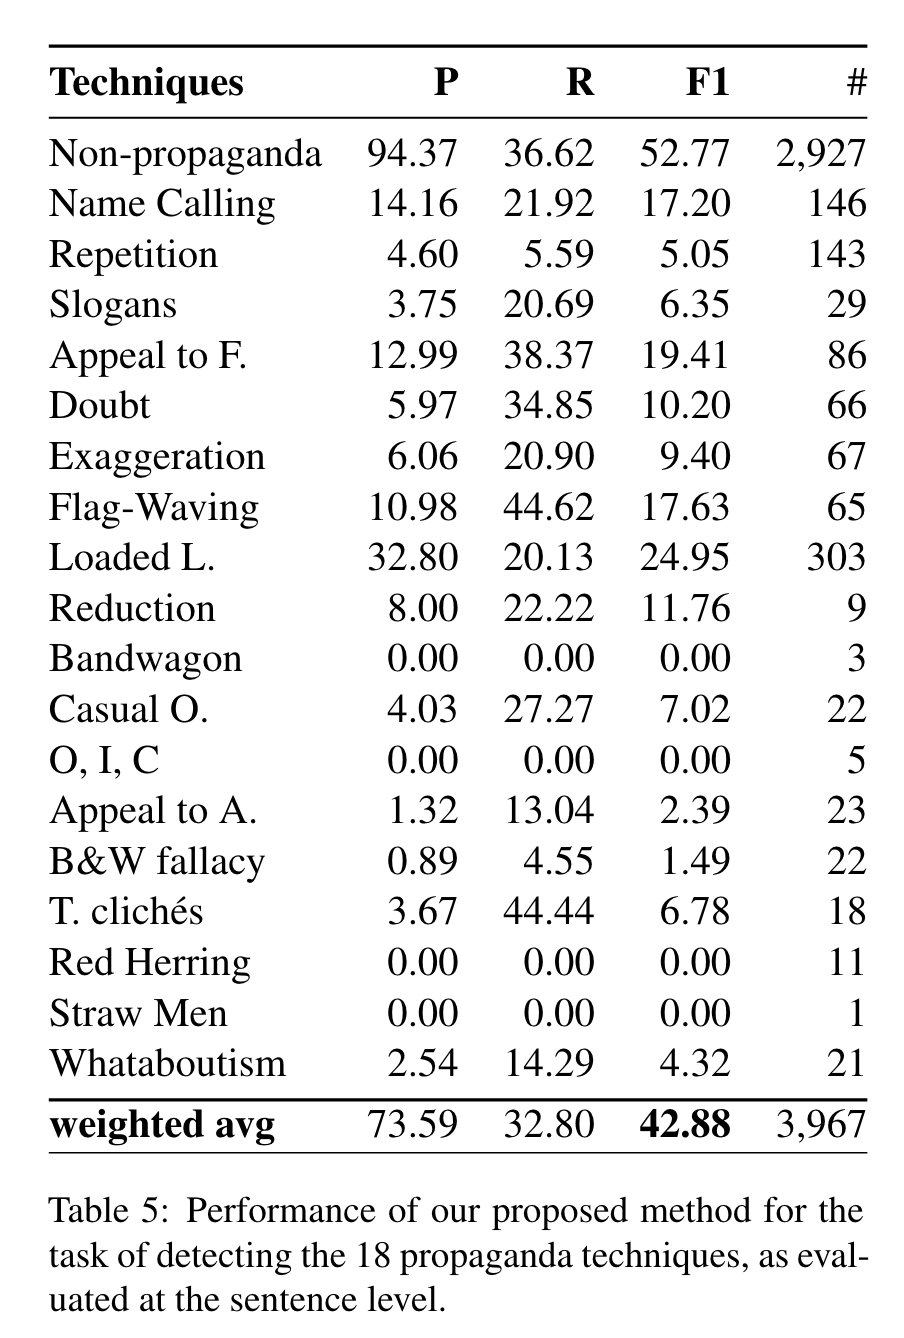 Techniques P R F1 #
Non-propaganda 94.37 36.62 52.77 2,927
Name Calling 14.16 21.92 17.20 146
Repetition 4.60 5.59 5.05 143
Slogans 3.75 20.69 6.35 29
Appeal to F. 12.99 38.37 19.41 86
Doubt 5.97 34.85 10.20 66
Exaggeration 6.06 20.90 9.40 67
Flag-Waving 10.98 44.62 17.63 65
Loaded L. 32.80 20.13 24.95 303
Reduction 8.00 22.22 11.76 9
Bandwagon 0.00 0.00 0.00 3
Casual O. 4.03 27.27 7.02 22
O, I, C 0.00 0.00 0.00 5
Appeal to A. 1.32 13.04 2.39 23
B&W fallacy 0.89 4.55 1.49 22
T. clichés 3.67 44.44 6.78 18
Red Herring 0.00 0.00 0.00 11
Straw Men 0.00 0.00 0.00 1
Whataboutism 2.54 14.29 4.32 21
weighted avg 73.59 32.80 42.88 3,967
Table 5: Performance of our proposed method for the
task of detecting the 18 propaganda techniques, as eval-
uated at the sentence level.